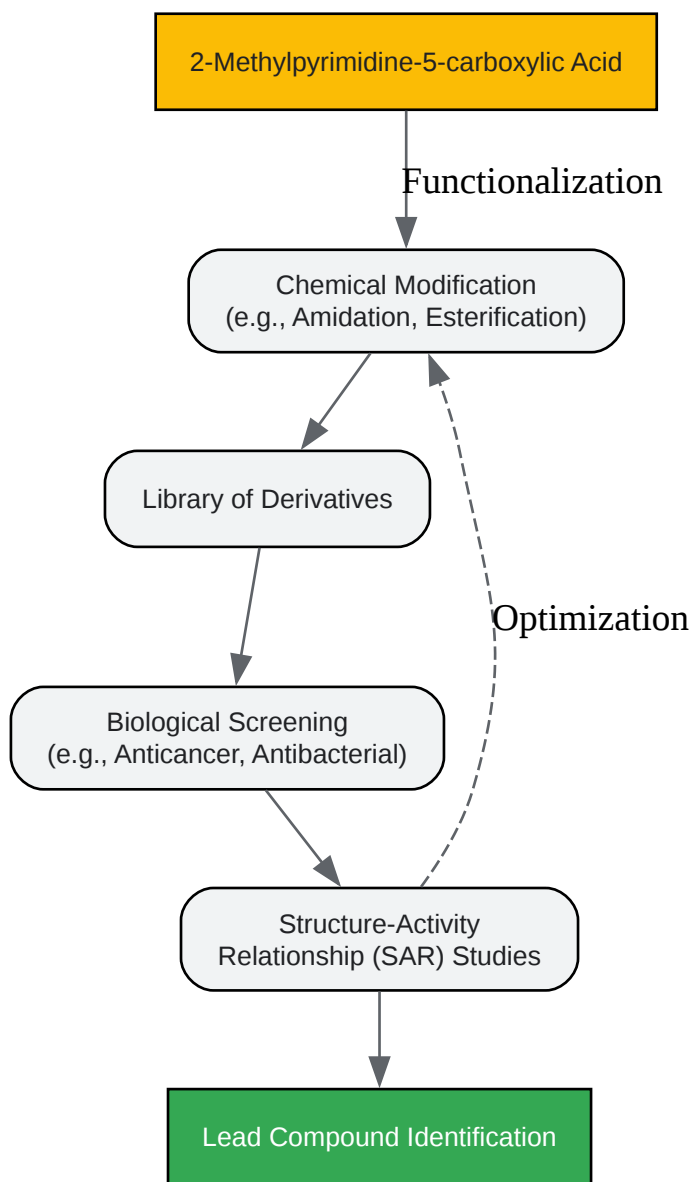 2-Methylpyrimidine-5-carboxylic Acid
Functionalization
Chemical Modification
(e.g., Amidation, Esterification)
Library of Derivatives
Optimization
Biological Screening
(e.g., Anticancer, Antibacterial)
Structure-Activity
Relationship (SAR) Studies
Lead Compound Identification